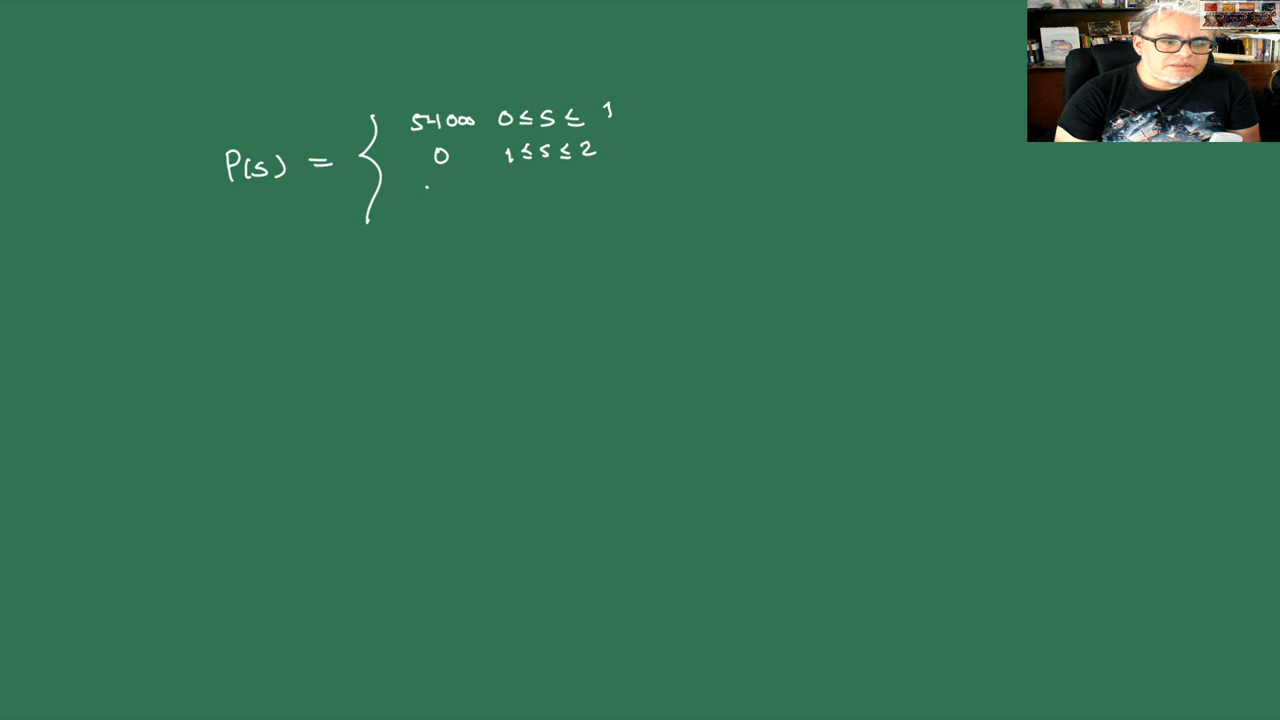 54000 0 ≤ s ≤ 1
P(s) = { 0 1 ≤ s ≤ 2